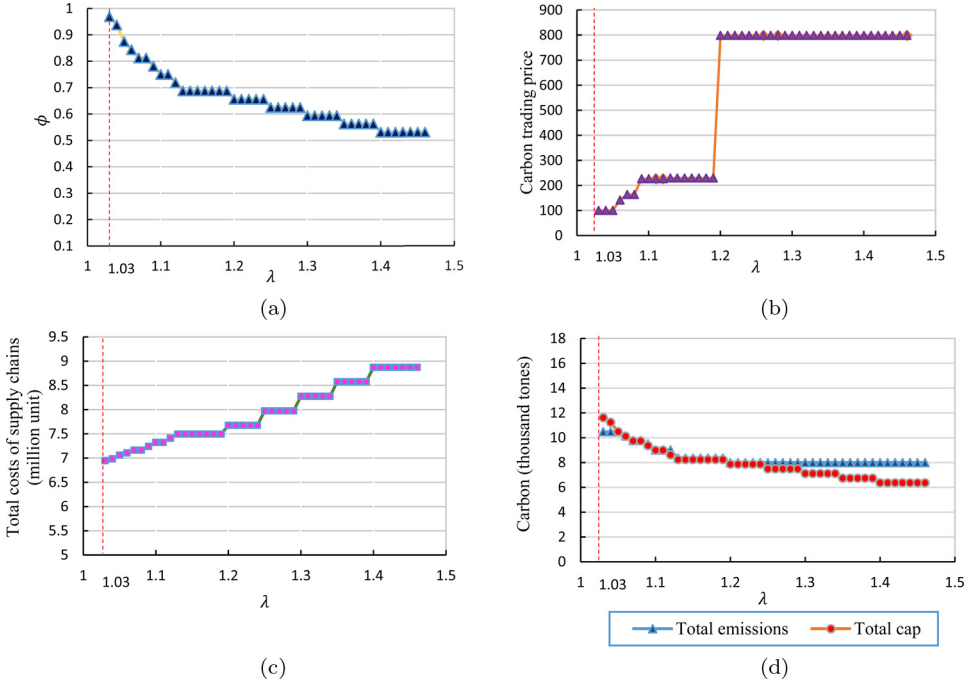 1
0.9
0.8
0.7
0.6
0.5
0.4
0.3
0.2
0.1
ϕ
1 1.03 1.1 1.2 1.3 1.4 1.5
λ
(a)
900
800
700
600
500
400
300
200
100
0
Carbon trading price
1 1.03 1.1 1.2 1.3 1.4 1.5
λ
(b)
9.5
9
8.5
8
7.5
7
6.5
6
5.5
5
Total costs of supply chains
(million unit)
1 1.03 1.1 1.2 1.3 1.4 1.5
λ
(c)
18
16
14
12
10
8
6
4
2
0
Carbon (thousand tones)
1 1.03 1.1 1.2 1.3 1.4 1.5
λ
Total emissions Total cap
(d)